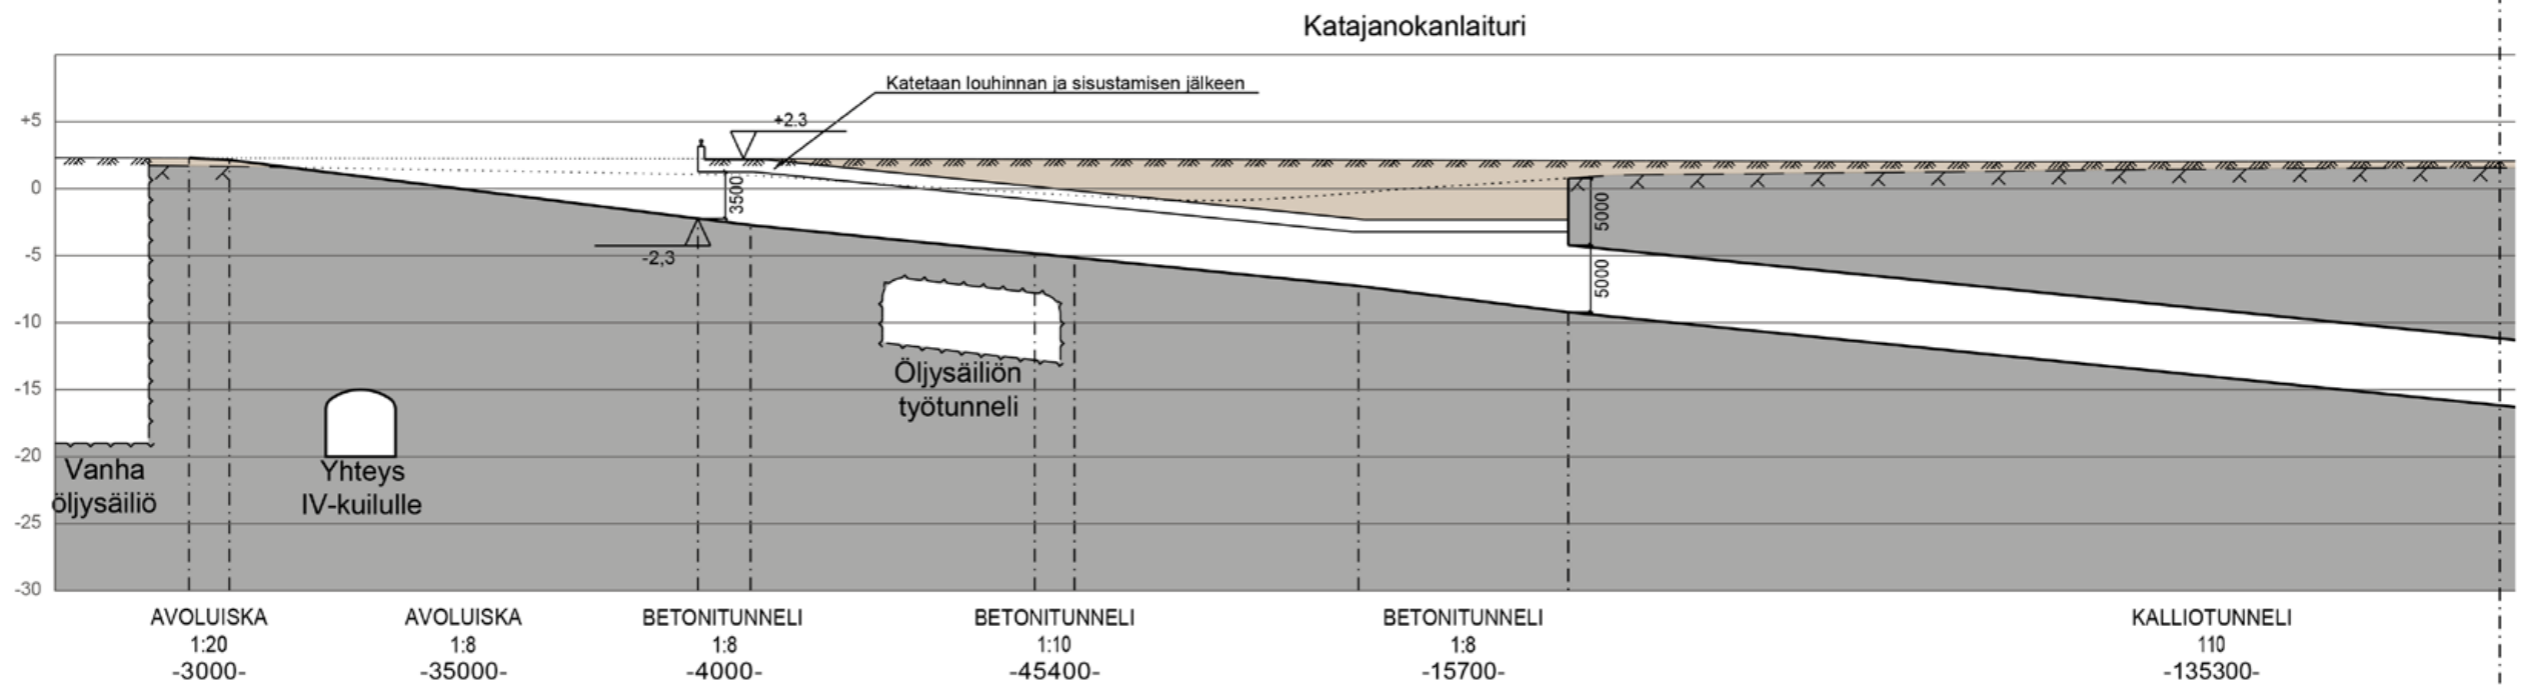 Katajanokanlaituri
Katetaan louhinnan ja sisustamisen jälkeen
+5
+2.3
0
3500
5000
-5
-2,3
5000
-10
Öljysäiliön
työtunneli
-15
-20
Vanha
öljysäiliö
Yhteys
IV-kuilulle
-25
-30
AVOLUISKA
1:20
-3000-
AVOLUISKA
1:8
-35000-
BETONITUNNELI
1:8
-4000-
BETONITUNNELI
1:10
-45400-
BETONITUNNELI
1:8
-15700-
KALLIOTUNNELI
110
-135300-